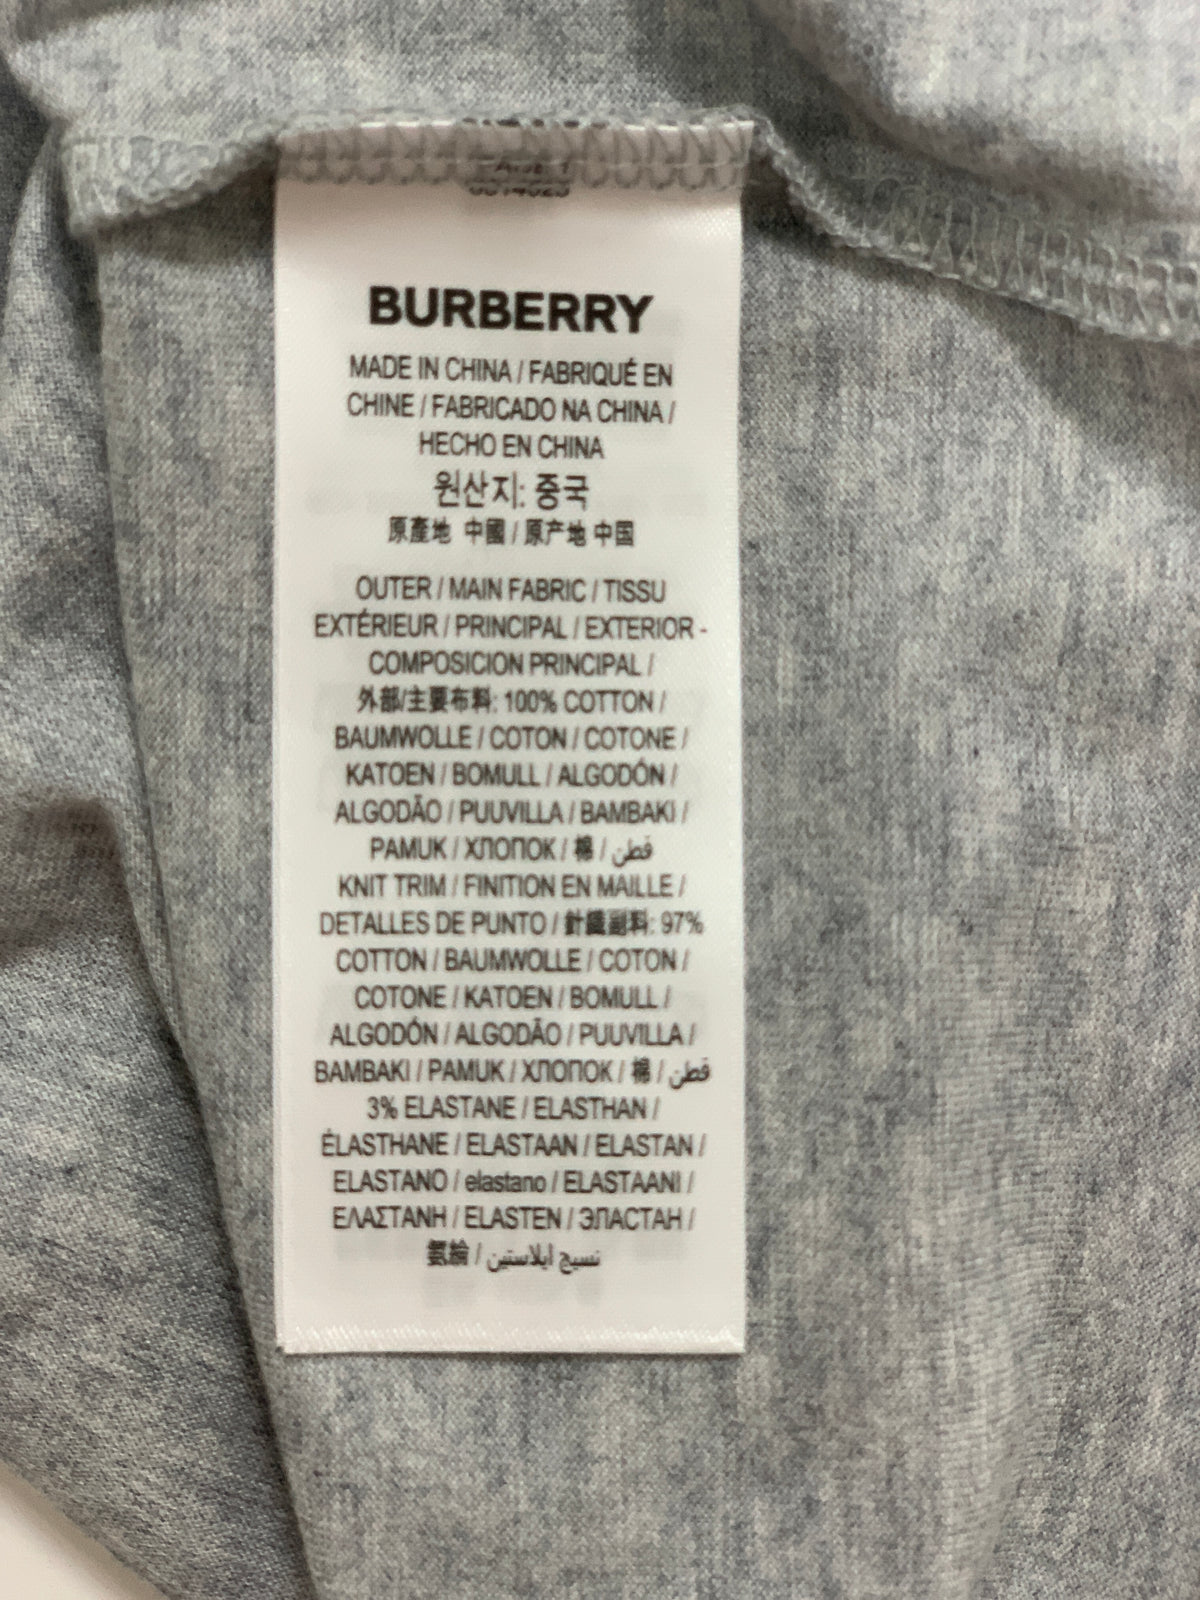 BURBERRY
MADE IN CHINA / FABRIQUÉ EN
CHINE / FABRICADO NA CHINA /
HECHO EN CHINA
원산지: 중국
原產地 中國 / 原产地 中国
OUTER / MAIN FABRIC / TISSU
EXTÉRIEUR / PRINCIPAL / EXTERIOR -
COMPOSICION PRINCIPAL /
外部/主要布料: 100% COTTON /
BAUMWOLLE / COTON / COTONE /
KATOEN / BOMULL / ALGODÓN /
ALGODÃO / PUUVILLA / BAMBAKI /
PAMUK / ХЛОПОК / 棉 / قطن
KNIT TRIM / FINITION EN MAILLE /
DETALLES DE PUNTO / 針織副料: 97%
COTTON / BAUMWOLLE / COTON /
COTONE / KATOEN / BOMULL /
ALGODÓN / ALGODÃO / PUUVILLA /
BAMBAKI / PAMUK / ХЛОПОК / 棉 / قطن
3% ELASTANE / ELASTHAN /
ÉLASTHANE / ELASTAAN / ELASTAN /
ELASTANO / elastano / ELASTAANI /
ΕΛΑΣΤΑΝΗ / ELASTEN / ЭЛАСТАН /
氨綸 / نسيج ايلاستين